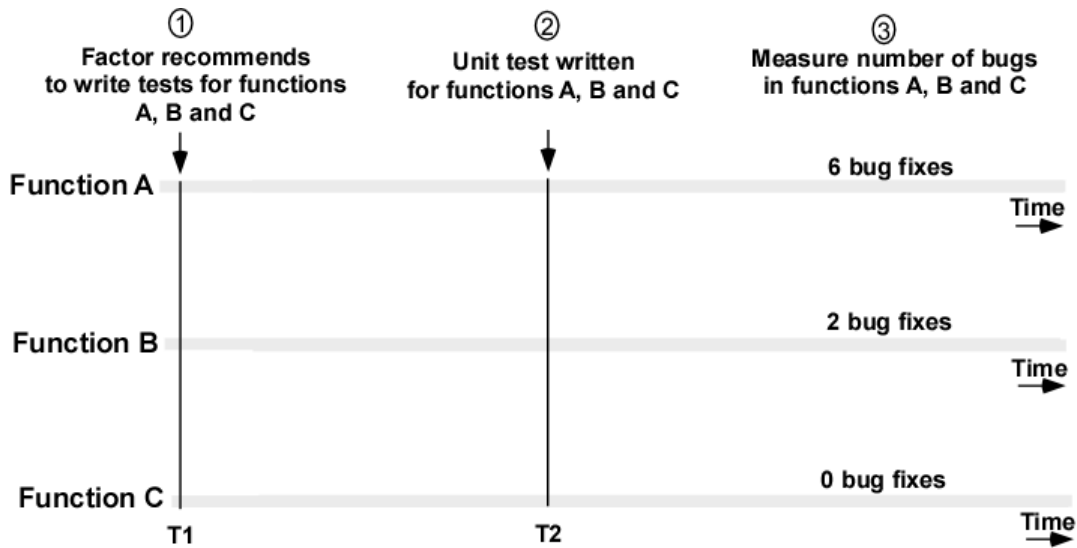 ①
Factor recommends
to write tests for functions
A, B and C
②
Unit test written
for functions A, B and C
③
Measure number of bugs
in functions A, B and C
Function A
6 bug fixes
Time
Function B
2 bug fixes
Time
Function C
0 bug fixes
Time
T1
T2